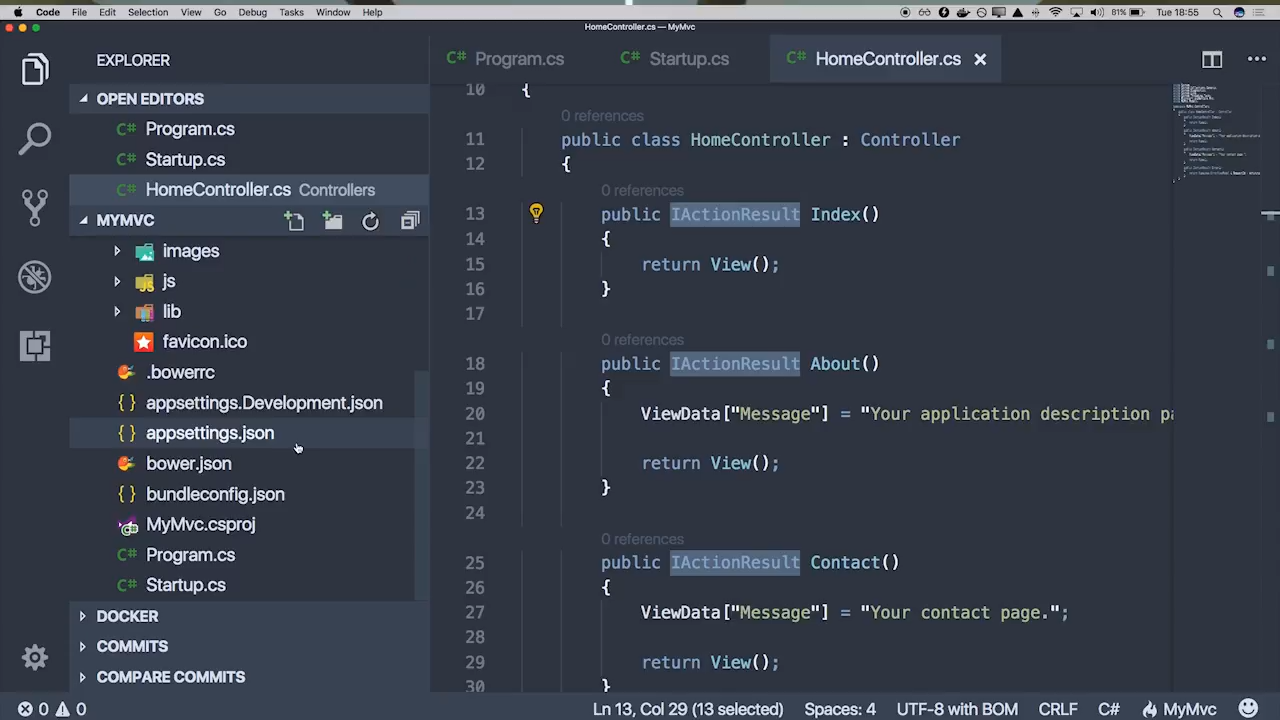 Code File Edit Selection View Go Debug Tasks Window Help 81% Tue 18:55
HomeController.cs — MyMvc
EXPLORER
OPEN EDITORS
C# Program.cs
C# Startup.cs
C# HomeController.cs Controllers
MYMVC
images
JS js
lib
favicon.ico
.bowerrc
{} appsettings.Development.json
{} appsettings.json
bower.json
{} bundleconfig.json
MyMvc.csproj
C# Program.cs
C# Startup.cs
DOCKER
COMMITS
COMPARE COMMITS
C# Program.cs C# Startup.cs C# HomeController.cs ×
10 {
0 references
11 public class HomeController : Controller
12 {
0 references
13 public IActionResult Index()
14 {
15 return View();
16 }
17
0 references
18 public IActionResult About()
19 {
20 ViewData["Message"] = "Your application description pa
21
22 return View();
23 }
24
0 references
25 public IActionResult Contact()
26 {
27 ViewData["Message"] = "Your contact page.";
28
29 return View();
30 }
0 0 Ln 13, Col 29 (13 selected) Spaces: 4 UTF-8 with BOM CRLF C# MyMvc